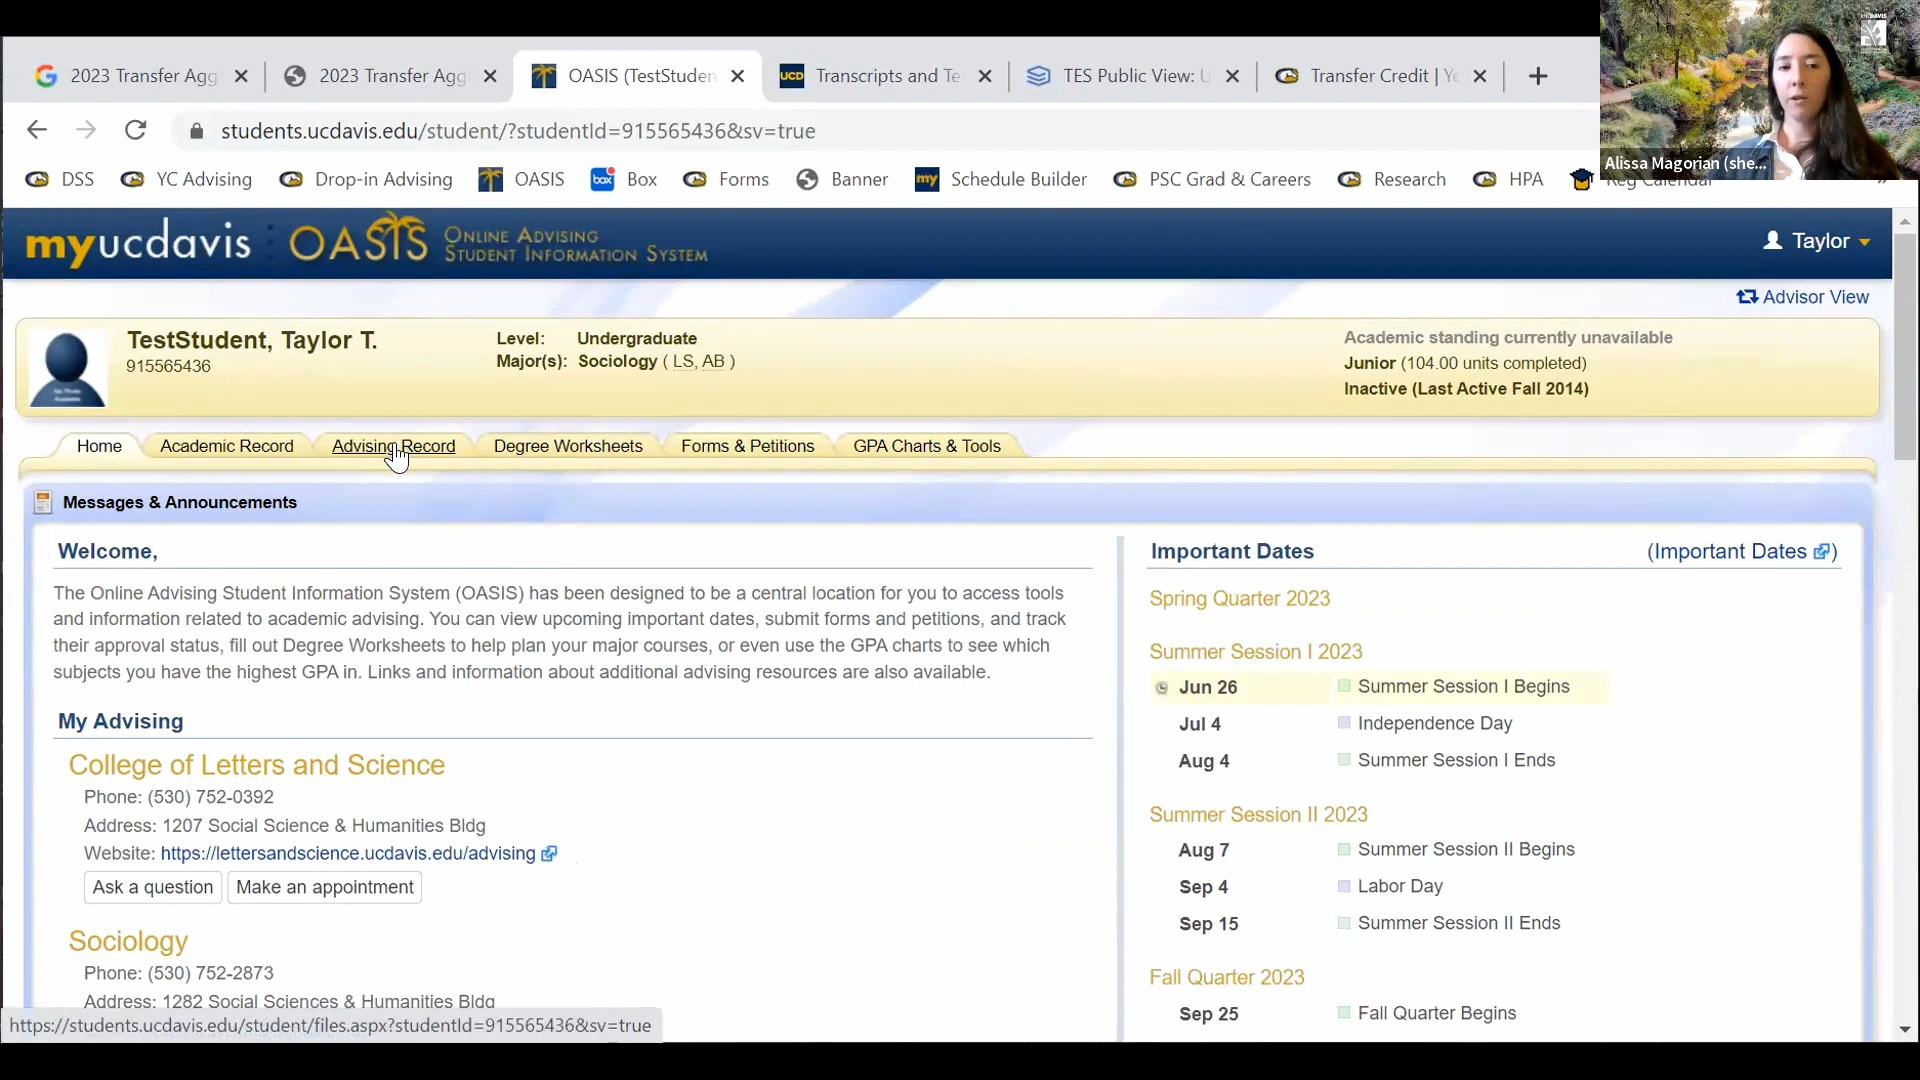 2023 Transfer Agg
2023 Transfer Agg
OASIS (TestStuden
UCD Transcripts and Te
TES Public View: U
Transfer Credit | Ye
students.ucdavis.edu/student/?studentId=915565436&sv=true
Alissa Magorian (she...
DSS
YC Advising
Drop-in Advising
OASIS
box Box
Forms
Banner
my Schedule Builder
PSC Grad & Careers
Research
HPA
Reg Calendar
myucdavis
OASIS ONLINE ADVISING
STUDENT INFORMATION SYSTEM
Taylor
Advisor View
TestStudent, Taylor T.
915565436
Level: Undergraduate
Major(s): Sociology ( LS, AB )
Academic standing currently unavailable
Junior (104.00 units completed)
Inactive (Last Active Fall 2014)
Home
Academic Record
Advising Record
Degree Worksheets
Forms & Petitions
GPA Charts & Tools
Messages & Announcements
Welcome,
The Online Advising Student Information System (OASIS) has been designed to be a central location for you to access tools
and information related to academic advising. You can view upcoming important dates, submit forms and petitions, and track
their approval status, fill out Degree Worksheets to help plan your major courses, or even use the GPA charts to see which
subjects you have the highest GPA in. Links and information about additional advising resources are also available.
My Advising
College of Letters and Science
Phone: (530) 752-0392
Address: 1207 Social Science & Humanities Bldg
Website: https://lettersandscience.ucdavis.edu/advising
Ask a question
Make an appointment
Sociology
Phone: (530) 752-2873
Address: 1282 Social Sciences & Humanities Bldg
Important Dates
(Important Dates )
Spring Quarter 2023
Summer Session I 2023
Jun 26 Summer Session I Begins
Jul 4 Independence Day
Aug 4 Summer Session I Ends
Summer Session II 2023
Aug 7 Summer Session II Begins
Sep 4 Labor Day
Sep 15 Summer Session II Ends
Fall Quarter 2023
Sep 25 Fall Quarter Begins
https://students.ucdavis.edu/student/files.aspx?studentId=915565436&sv=true